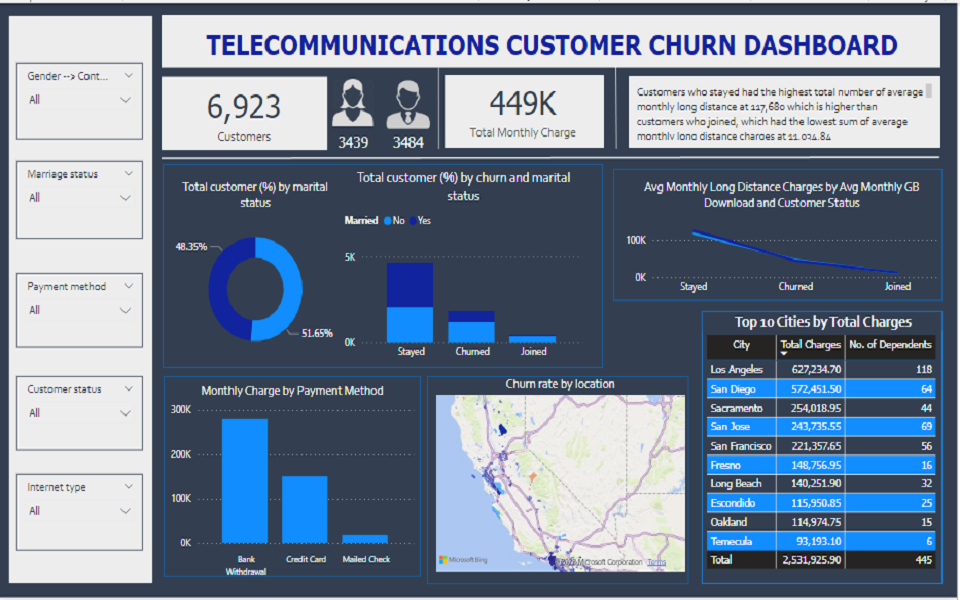 TELECOMMUNICATIONS CUSTOMER CHURN DASHBOARD
Gender --> Cont...
All
Marriage status
All
Payment method
All
Customer status
All
Internet type
All
6,923
Customers
3439
3484
449K
Total Monthly Charge
Customers who stayed had the highest total number of average
monthly long distance at 117,680 which is higher than
customers who joined, which had the lowest sum of average
monthly long distance charges at 11,034.84
Total customer (%) by marital
status
48.35%
51.65%
Total customer (%) by churn and marital
status
Married No Yes
5K
0K
Stayed Churned Joined
Avg Monthly Long Distance Charges by Avg Monthly GB
Download and Customer Status
100K
0K
Stayed Churned Joined
Monthly Charge by Payment Method
300K
200K
100K
0K
Bank Credit Card Mailed Check
Withdrawal
Churn rate by location
Microsoft Bing
Microsoft Corporation Terms
Top 10 Cities by Total Charges
City Total Charges No. of Dependents
Los Angeles 627,234.70 118
San Diego 572,451.50 64
Sacramento 254,018.95 44
San Jose 243,735.55 69
San Francisco 221,357.65 56
Fresno 148,756.95 16
Long Beach 140,251.90 32
Escondido 115,950.85 25
Oakland 114,974.75 15
Temecula 93,193.10 6
Total 2,531,925.90 445